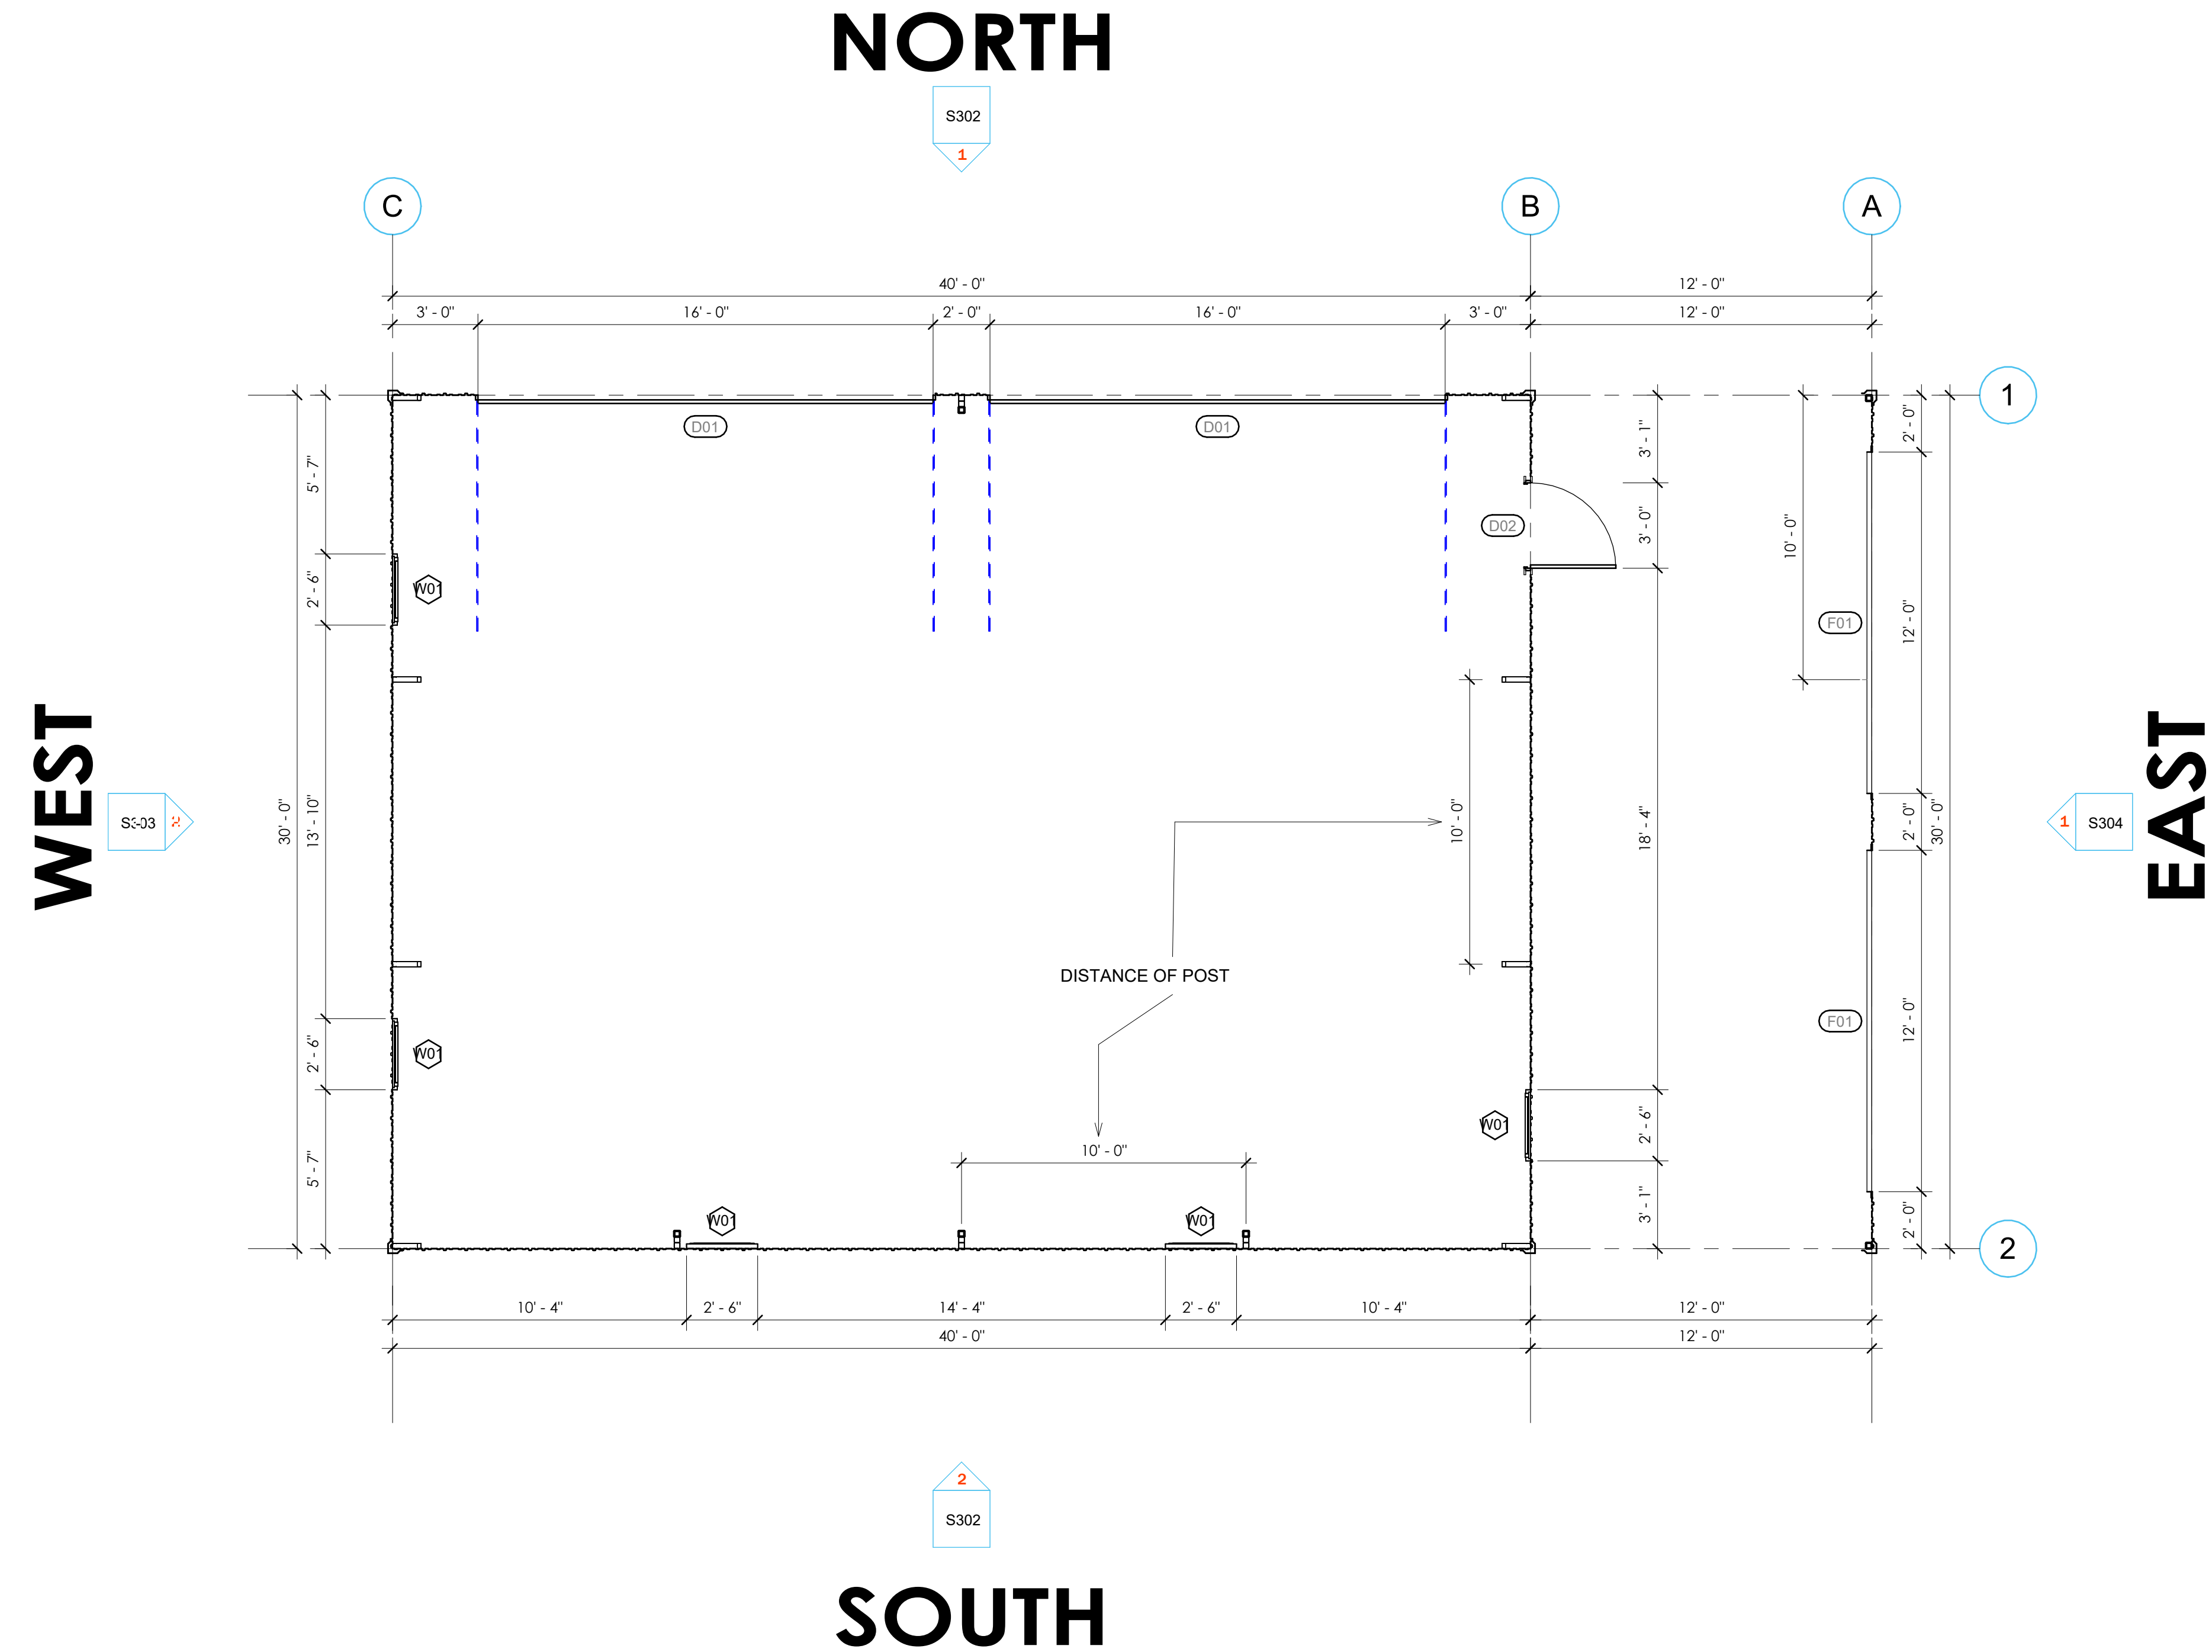 NORTH
S302
1
C
B
A
40' - 0"
12' - 0"
3' - 0"
16' - 0"
2' - 0"
16' - 0"
3' - 0"
12' - 0"
1
D01
D01
2' - 0"
3' - 1"
5' - 7"
D02
3' - 0"
10' - 0"
2' - 6"
W01
F01
12' - 0"
WEST
EAST
30' - 0"
13' - 10"
10' - 0"
18' - 4"
2' - 0"
30' - 0"
1
S304
DISTANCE OF POST
F01
12' - 0"
2' - 6"
W01
W01
2' - 6"
10' - 0"
5' - 7"
3' - 1"
2' - 0"
W01
W01
2
10' - 4"
2' - 6"
14' - 4"
2' - 6"
10' - 4"
12' - 0"
40' - 0"
12' - 0"
2
S302
SOUTH